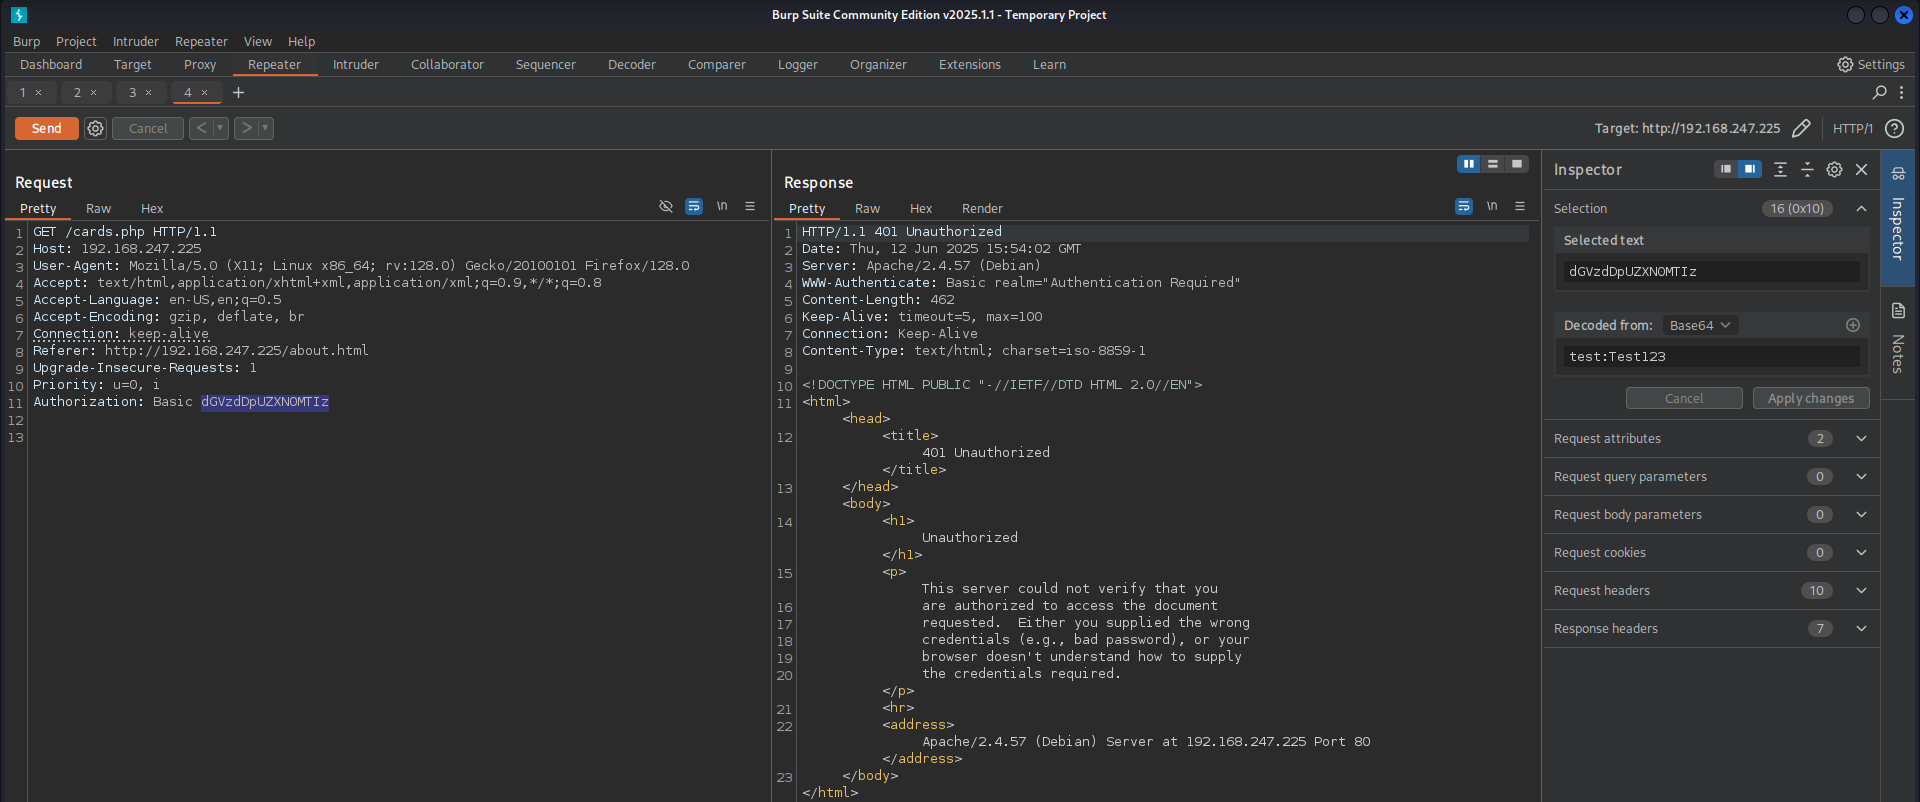 Burp Suite Community Edition v2025.1.1 - Temporary Project
Burp Project Intruder Repeater View Help
Dashboard Target Proxy Repeater Intruder Collaborator Sequencer Decoder Comparer Logger Organizer Extensions Learn Settings
1 × 2 × 3 × 4 × +
Send Cancel < > Target: http://192.168.247.225 HTTP/1 ?
Request
Pretty Raw Hex \n
1 GET /cards.php HTTP/1.1
2 Host: 192.168.247.225
3 User-Agent: Mozilla/5.0 (X11; Linux x86_64; rv:128.0) Gecko/20100101 Firefox/128.0
4 Accept: text/html,application/xhtml+xml,application/xml;q=0.9,*/*;q=0.8
5 Accept-Language: en-US,en;q=0.5
6 Accept-Encoding: gzip, deflate, br
7 Connection: keep-alive
8 Referer: http://192.168.247.225/about.html
9 Upgrade-Insecure-Requests: 1
10 Priority: u=0, i
11 Authorization: Basic dGVzdDpUZXN0MTIz
12
13
Response
Pretty Raw Hex Render \n
1 HTTP/1.1 401 Unauthorized
2 Date: Thu, 12 Jun 2025 15:54:02 GMT
3 Server: Apache/2.4.57 (Debian)
4 WWW-Authenticate: Basic realm="Authentication Required"
5 Content-Length: 462
6 Keep-Alive: timeout=5, max=100
7 Connection: Keep-Alive
8 Content-Type: text/html; charset=iso-8859-1
9
10 <!DOCTYPE HTML PUBLIC "-//IETF//DTD HTML 2.0//EN">
11 <html>
<head>
12 <title>
401 Unauthorized
</title>
13 </head>
<body>
14 <h1>
Unauthorized
</h1>
15 <p>
This server could not verify that you
16 are authorized to access the document
17 requested.  Either you supplied the wrong
18 credentials (e.g., bad password), or your
19 browser doesn't understand how to supply
20 the credentials required.
</p>
21 <hr>
22 <address>
Apache/2.4.57 (Debian) Server at 192.168.247.225 Port 80
</address>
23 </body>
</html>
Inspector
Selection 16 (0x10)
Selected text
dGVzdDpUZXN0MTIz
Decoded from: Base64
test:Test123
Cancel Apply changes
Request attributes 2
Request query parameters 0
Request body parameters 0
Request cookies 0
Request headers 10
Response headers 7
Inspector
Notes